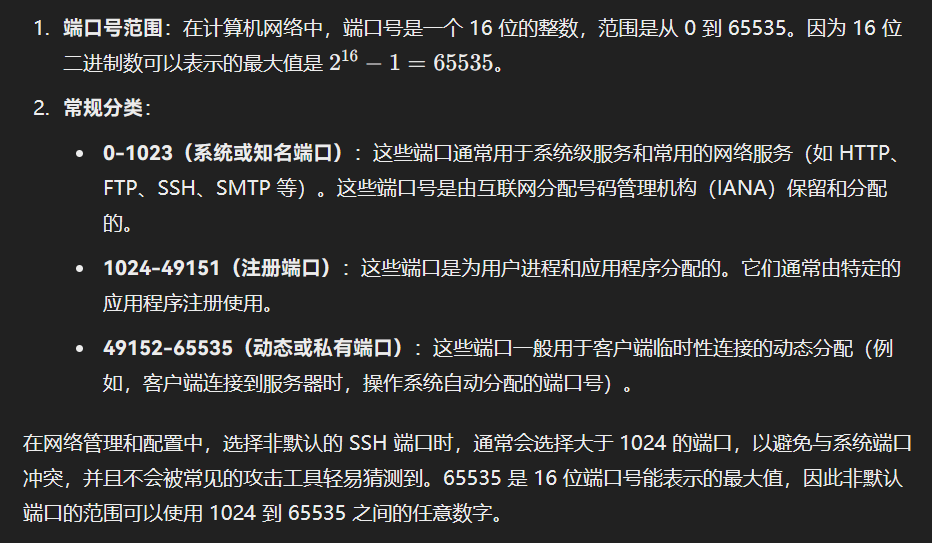 1. 端口号范围：在计算机网络中，端口号是一个 16 位的整数，范围是从 0 到 65535。因为 16 位
二进制数可以表示的最大值是 2^16 − 1 = 65535。
2. 常规分类：
• 0-1023（系统或知名端口）：这些端口通常用于系统级服务和常用的网络服务（如 HTTP、
FTP、SSH、SMTP 等）。这些端口号是由互联网分配号码管理机构（IANA）保留和分配
的。
• 1024-49151（注册端口）：这些端口是为用户进程和应用程序分配的。它们通常由特定的
应用程序注册使用。
• 49152-65535（动态或私有端口）：这些端口一般用于客户端临时性连接的动态分配（例
如，客户端连接到服务器时，操作系统自动分配的端口号）。
在网络管理和配置中，选择非默认的 SSH 端口时，通常会选择大于 1024 的端口，以避免与系统端口
冲突，并且不会被常见的攻击工具轻易猜测到。65535 是 16 位端口号能表示的最大值，因此非默认
端口的范围可以使用 1024 到 65535 之间的任意数字。